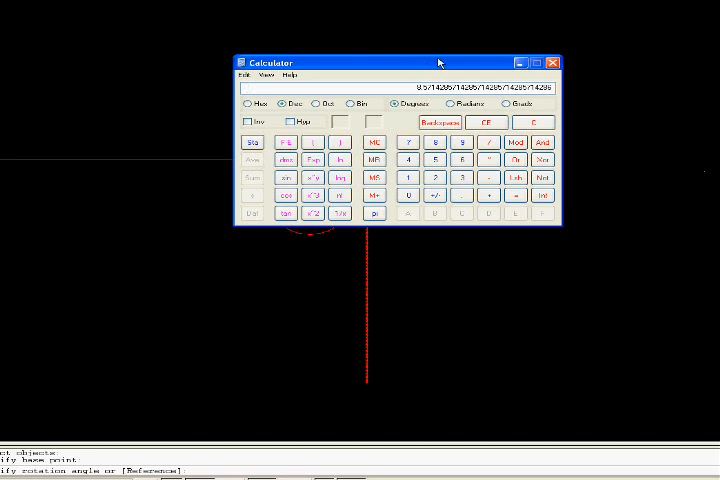 Calculator
Edit View Help
8.5714285714285714285714285714286
Hex Dec Oct Bin Degrees Radians Grads
Inv Hyp Backspace CE C
Sta F-E ( ) MC 7 8 9 / Mod And
Ave dms Exp ln MR 4 5 6 * Or Xor
Sum sin x^y log MS 1 2 3 - Lsh Not
s cos x^3 n! M+ 0 +/- . + = Int
Dat tan x^2 1/x pi A B C D E F
ct objects:
ify base point:
ify rotation angle or [Reference]: